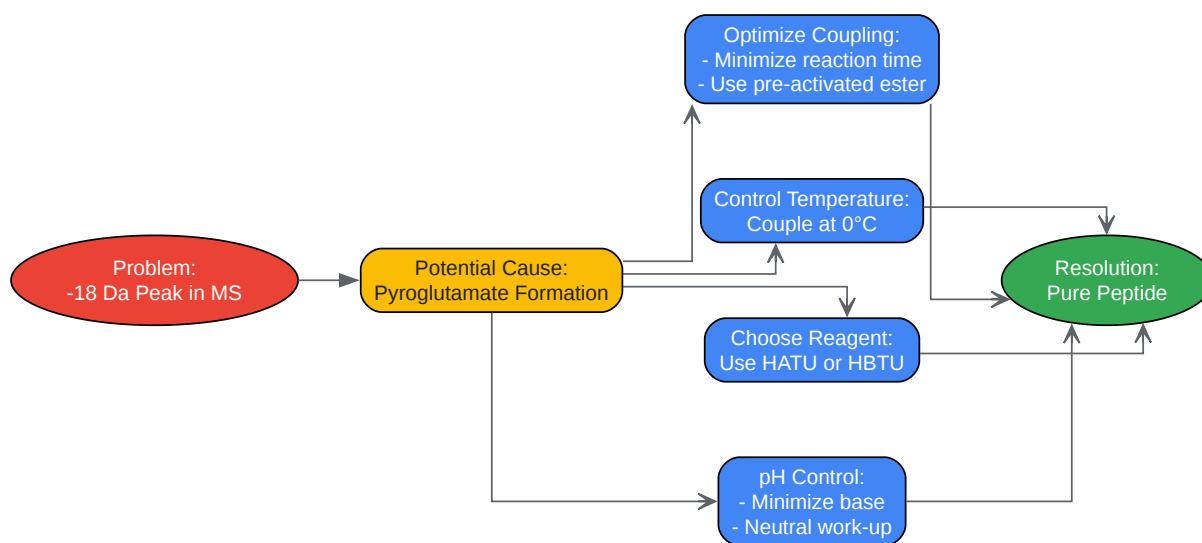 Problem:
-18 Da Peak in MS
Potential Cause:
Pyroglutamate Formation
Optimize Coupling:
- Minimize reaction time
- Use pre-activated ester
Control Temperature:
Couple at 0°C
Choose Reagent:
Use HATU or HBTU
pH Control:
- Minimize base
- Neutral work-up
Resolution:
Pure Peptide